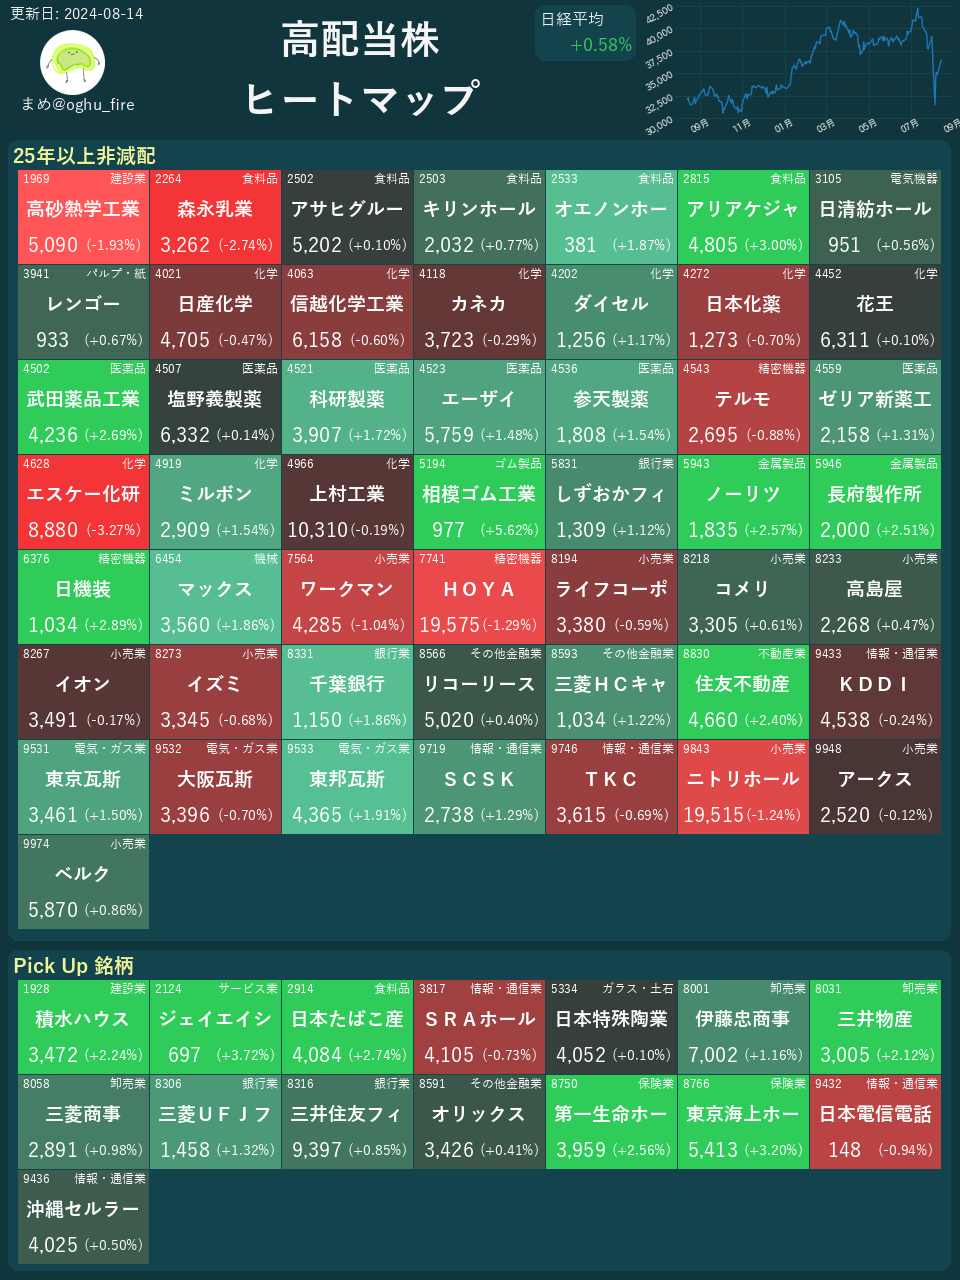 更新日: 2024-08-14
まめ@oghu_fire
高配当株
ヒートマップ
日経平均
+0.58%
42,500
40,000
37,500
35,000
32,500
30,000
09月 11月 01月 03月 05月 07月 09月
25年以上非減配
1969 建設業 2264 食料品 2502 食料品 2503 食料品 2533 食料品 2815 食料品 3105 電気機器
高砂熱学工業 森永乳業 アサヒグルー キリンホール オエノンホー アリアケジャ 日清紡ホール
5,090 (-1.93%) 3,262 (-2.74%) 5,202 (+0.10%) 2,032 (+0.77%) 381 (+1.87%) 4,805 (+3.00%) 951 (+0.56%)
3941 パルプ・紙 4021 化学 4063 化学 4118 化学 4202 化学 4272 化学 4452 化学
レンゴー 日産化学 信越化学工業 カネカ ダイセル 日本化薬 花王
933 (+0.67%) 4,705 (-0.47%) 6,158 (-0.60%) 3,723 (-0.29%) 1,256 (+1.17%) 1,273 (-0.70%) 6,311 (+0.10%)
4502 医薬品 4507 医薬品 4521 医薬品 4523 医薬品 4536 医薬品 4543 精密機器 4559 医薬品
武田薬品工業 塩野義製薬 科研製薬 エーザイ 参天製薬 テルモ ゼリア新薬工
4,236 (+2.69%) 6,332 (+0.14%) 3,907 (+1.72%) 5,759 (+1.48%) 1,808 (+1.54%) 2,695 (-0.88%) 2,158 (+1.31%)
4628 化学 4919 化学 4966 化学 5194 ゴム製品 5831 銀行業 5943 金属製品 5946 金属製品
エスケー化研 ミルボン 上村工業 相模ゴム工業 しずおかフィ ノーリツ 長府製作所
8,880 (-3.27%) 2,909 (+1.54%) 10,310 (-0.19%) 977 (+5.62%) 1,309 (+1.12%) 1,835 (+2.57%) 2,000 (+2.51%)
6376 精密機器 6454 機械 7564 小売業 7741 精密機器 8194 小売業 8218 小売業 8233 小売業
日機装 マックス ワークマン ＨＯＹＡ ライフコーポ コメリ 高島屋
1,034 (+2.89%) 3,560 (+1.86%) 4,285 (-1.04%) 19,575 (-1.29%) 3,380 (-0.59%) 3,305 (+0.61%) 2,268 (+0.47%)
8267 小売業 8273 小売業 8331 銀行業 8566 その他金融業 8593 その他金融業 8830 不動産業 9433 情報・通信業
イオン イズミ 千葉銀行 リコーリース 三菱ＨＣキャ 住友不動産 ＫＤＤＩ
3,491 (-0.17%) 3,345 (-0.68%) 1,150 (+1.86%) 5,020 (+0.40%) 1,034 (+1.22%) 4,660 (+2.40%) 4,538 (-0.24%)
9531 電気・ガス業 9532 電気・ガス業 9533 電気・ガス業 9719 情報・通信業 9746 情報・通信業 9843 小売業 9948 小売業
東京瓦斯 大阪瓦斯 東邦瓦斯 ＳＣＳＫ ＴＫＣ ニトリホール アークス
3,461 (+1.50%) 3,396 (-0.70%) 4,365 (+1.91%) 2,738 (+1.29%) 3,615 (-0.69%) 19,515 (-1.24%) 2,520 (-0.12%)
9974 小売業
ベルク
5,870 (+0.86%)
Pick Up 銘柄
1928 建設業 2124 サービス業 2914 食料品 3817 情報・通信業 5334 ガラス・土石 8001 卸売業 8031 卸売業
積水ハウス ジェイエイシ 日本たばこ産 ＳＲＡホール 日本特殊陶業 伊藤忠商事 三井物産
3,472 (+2.24%) 697 (+3.72%) 4,084 (+2.74%) 4,105 (-0.73%) 4,052 (+0.10%) 7,002 (+1.16%) 3,005 (+2.12%)
8058 卸売業 8306 銀行業 8316 銀行業 8591 その他金融業 8750 保険業 8766 保険業 9432 情報・通信業
三菱商事 三菱ＵＦＪフ 三井住友フィ オリックス 第一生命ホー 東京海上ホー 日本電信電話
2,891 (+0.98%) 1,458 (+1.32%) 9,397 (+0.85%) 3,426 (+0.41%) 3,959 (+2.56%) 5,413 (+3.20%) 148 (-0.94%)
9436 情報・通信業
沖縄セルラー
4,025 (+0.50%)